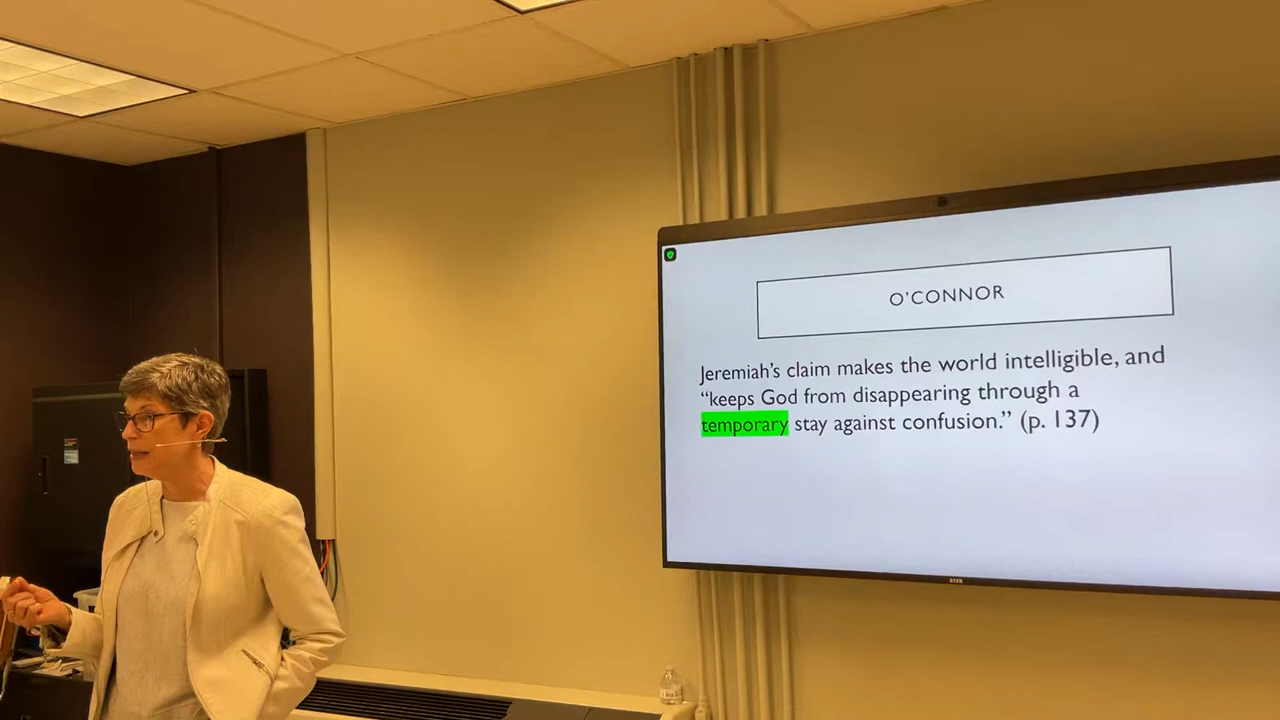 O'CONNOR
Jeremiah's claim makes the world intelligible, and
“keeps God from disappearing through a
temporary stay against confusion.” (p. 137)